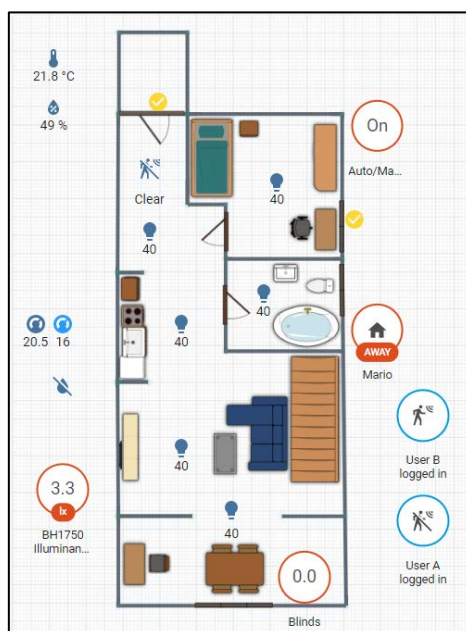 21.8 °C
49 %
On
Auto/Ma...
Clear
40
40
40
40
20.5
16
AWAY
Mario
40
User B
logged in
3.3
lx
BH1750
Illuminan...
40
User A
logged in
0.0
Blinds